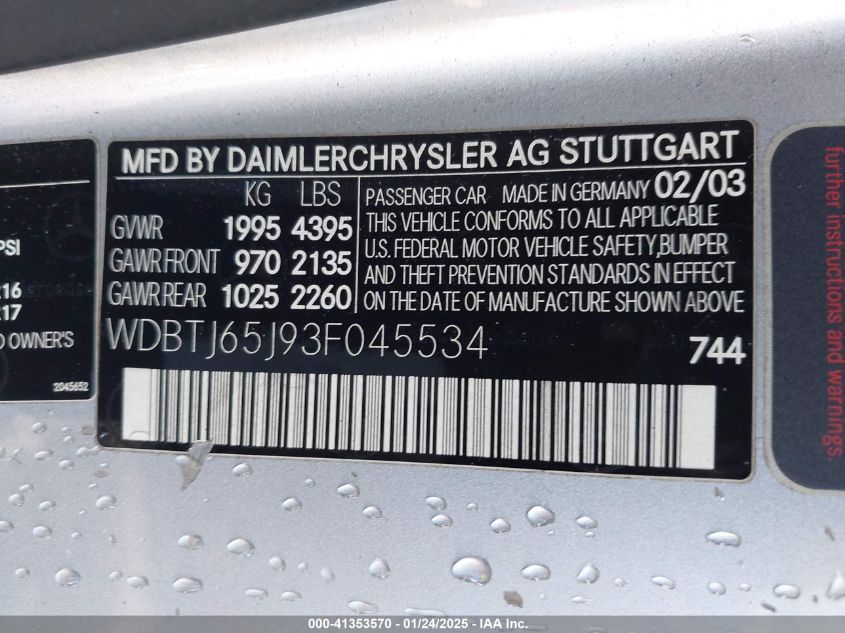 MFD BY DAIMLERCHRYSLER AG STUTTGART
KG LBS
GVWR 1995 4395
GAWR FRONT 970 2135
GAWR REAR 1025 2260
PASSENGER CAR MADE IN GERMANY 02/03
THIS VEHICLE CONFORMS TO ALL APPLICABLE
U.S. FEDERAL MOTOR VEHICLE SAFETY,BUMPER
AND THEFT PREVENTION STANDARDS IN EFFECT
ON THE DATE OF MANUFACTURE SHOWN ABOVE
WDBTJ65J93F045534
744
PSI
216
217
OWNER'S
2045652
further instructions
and warnings.
000-41353570 - 01/24/2025 - IAA Inc.